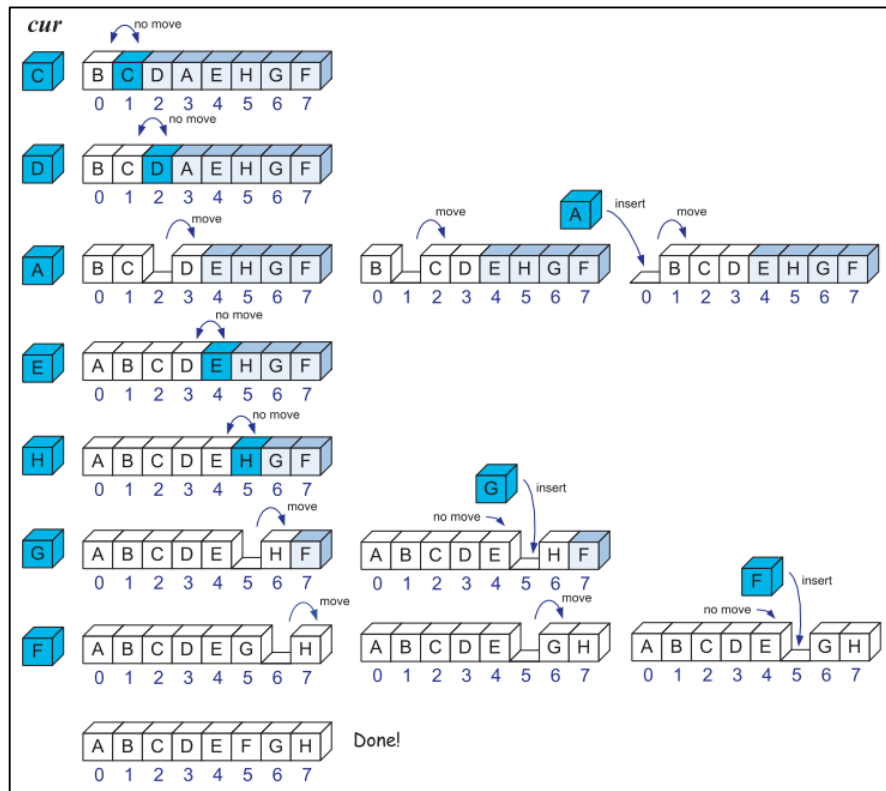 cur
no move
C B C D A E H G F
0 1 2 3 4 5 6 7
no move
D B C D A E H G F
0 1 2 3 4 5 6 7
move
A B C D E H G F
0 1 2 3 4 5 6 7
move
B C D E H G F
0 1 2 3 4 5 6 7
A insert
move
B C D E H G F
0 1 2 3 4 5 6 7
no move
E A B C D E H G F
0 1 2 3 4 5 6 7
no move
H A B C D E H G F
0 1 2 3 4 5 6 7
move
G A B C D E H F
0 1 2 3 4 5 6 7
G insert
no move
A B C D E H F
0 1 2 3 4 5 6 7
move
F A B C D E G H
0 1 2 3 4 5 6 7
move
A B C D E G H
0 1 2 3 4 5 6 7
F insert
no move
A B C D E G H
0 1 2 3 4 5 6 7
A B C D E F G H Done!
0 1 2 3 4 5 6 7